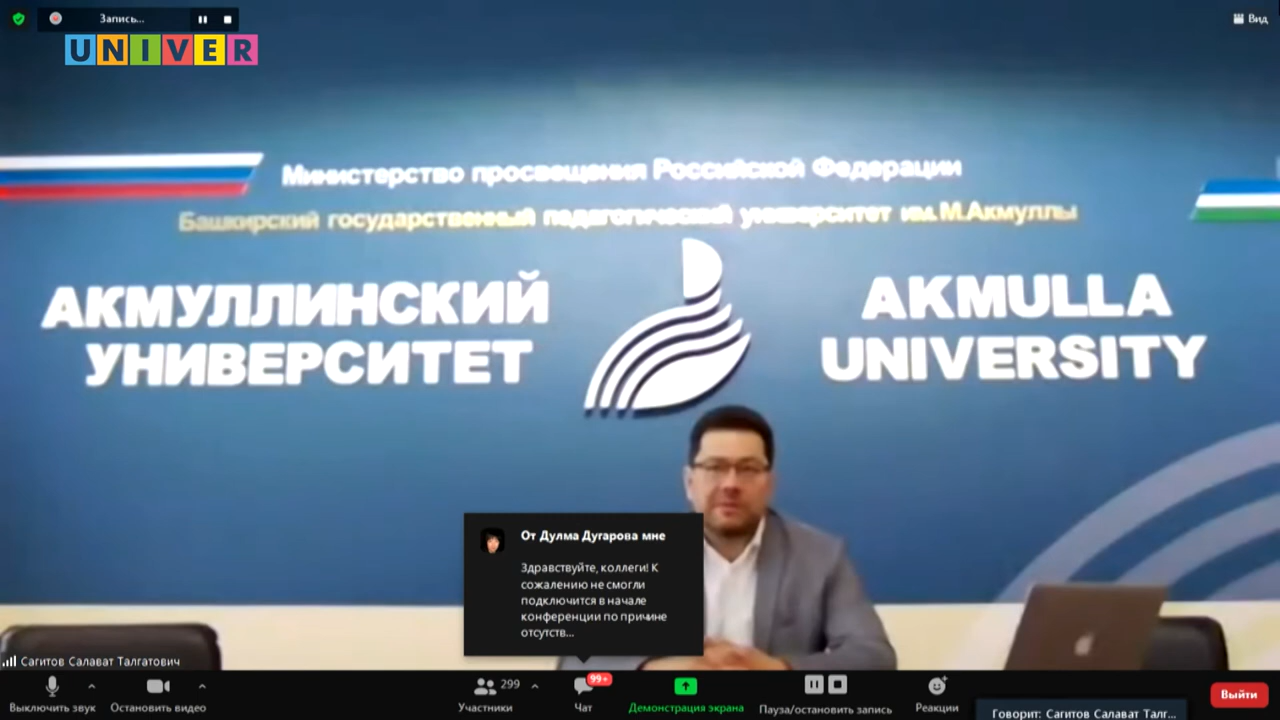 Запись...
Вид
UNIVER
Министерство просвещения Российской Федерации
Башкирский государственный педагогический университет им.М.Акмуллы
АКМУЛЛИНСКИЙ
УНИВЕРСИТЕТ
AKMULLA
UNIVERSITY
От Дулма Дугарова мне
Здравствуйте, коллеги! К
сожалению не смогли
подключится в начале
конференции по причине
отсутств...
Сагитов Салават Талгатович
299
99+
Выключить звук
Остановить видео
Участники
Чат
Демонстрация экрана
Пауза/остановить запись
Реакции
Говорит: Сагитов Салават Талг...
Выйти